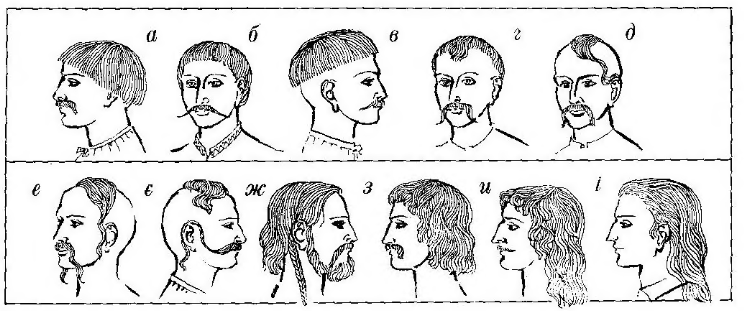 а б в г д
е є ж з и і